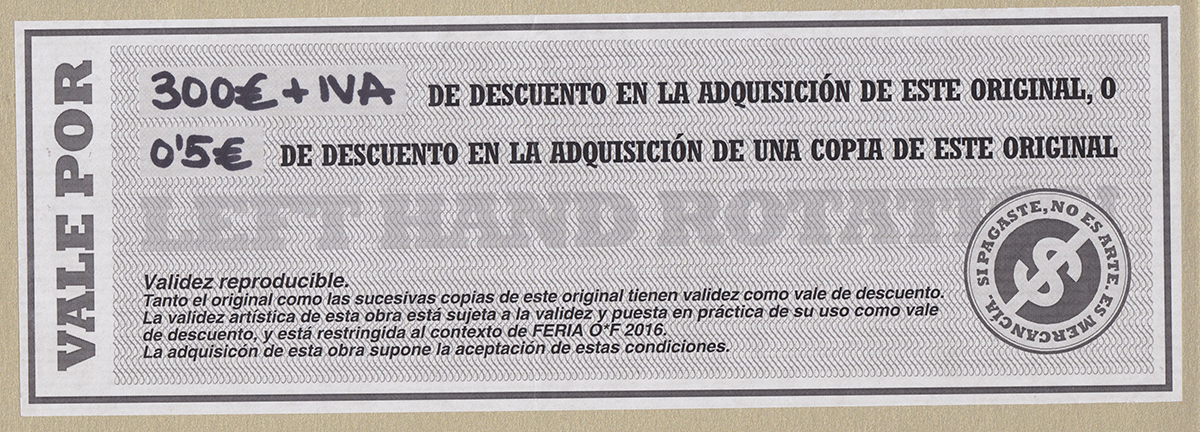 VALE POR
300€ + IVA DE DESCUENTO EN LA ADQUISICIÓN DE ESTE ORIGINAL, O
0'5€ DE DESCUENTO EN LA ADQUISICIÓN DE UNA COPIA DE ESTE ORIGINAL
LEFT HAND ROTATION
Validez reproducible.
Tanto el original como las sucesivas copias de este original tienen validez como vale de descuento.
La validez artística de esta obra está sujeta a la validez y puesta en práctica de su uso como vale
de descuento, y está restringida al contexto de FERIA O*F 2016.
La adquisicón de esta obra supone la aceptación de estas condiciones.
SI PAGASTE, NO ES ARTE. ES MERCANCÍA.
$